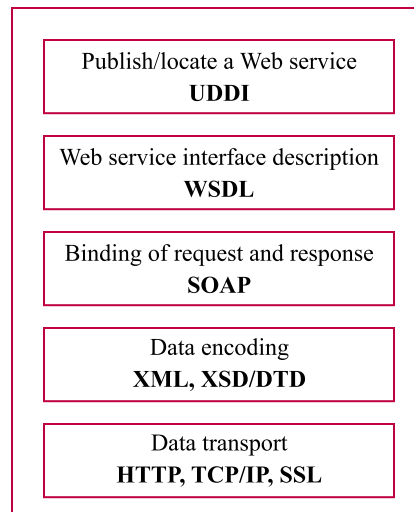 Publish/locate a Web service
UDDI
Web service interface description
WSDL
Binding of request and response
SOAP
Data encoding
XML, XSD/DTD
Data transport
HTTP, TCP/IP, SSL